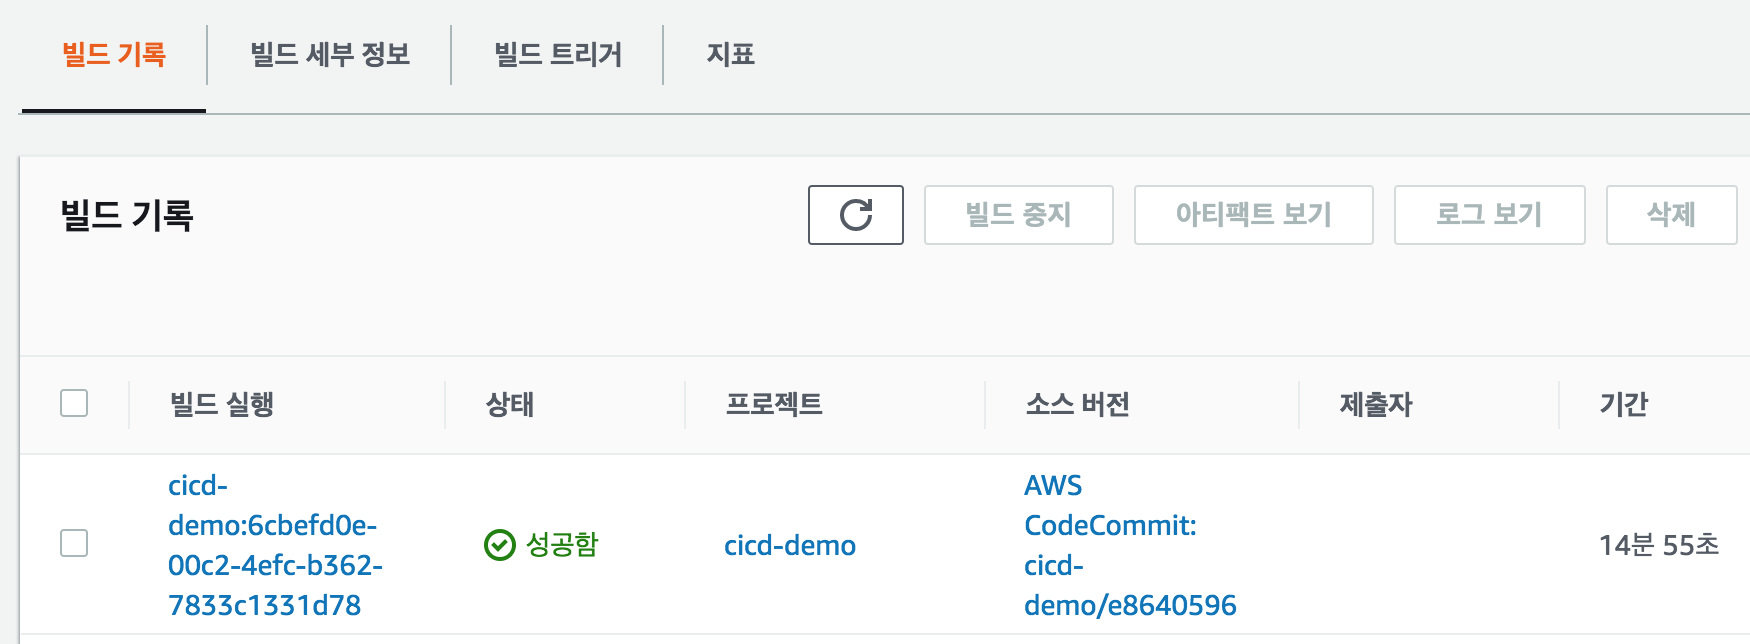 빌드 기록 빌드 세부 정보 빌드 트리거 지표
빌드 기록 빌드 중지 아티팩트 보기 로그 보기 삭제
빌드 실행 상태 프로젝트 소스 버전 제출자 기간
cicd-
demo:6cbefd0e-
00c2-4efc-b362-
7833c1331d78
성공함
cicd-demo
AWS
CodeCommit:
cicd-
demo/e8640596
14분 55초